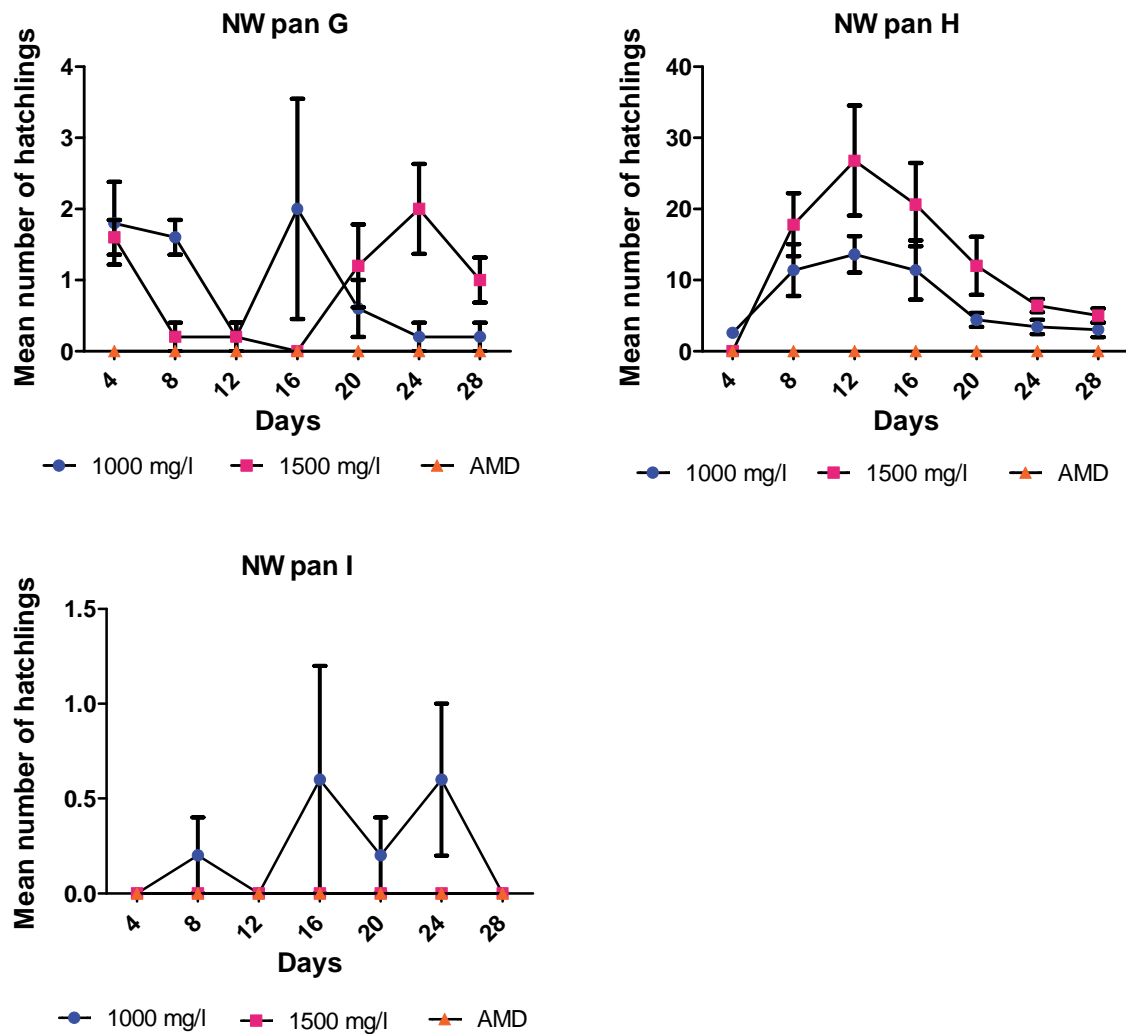 NW pan G
Mean number of hatchlings
4
3
2
1
0
4 8 12 16 20 24 28
Days
1000 mg/l 1500 mg/l AMD
NW pan H
Mean number of hatchlings
40
30
20
10
0
4 8 12 16 20 24 28
Days
1000 mg/l 1500 mg/l AMD
NW pan I
Mean number of hatchlings
1.5
1.0
0.5
0.0
4 8 12 16 20 24 28
Days
1000 mg/l 1500 mg/l AMD